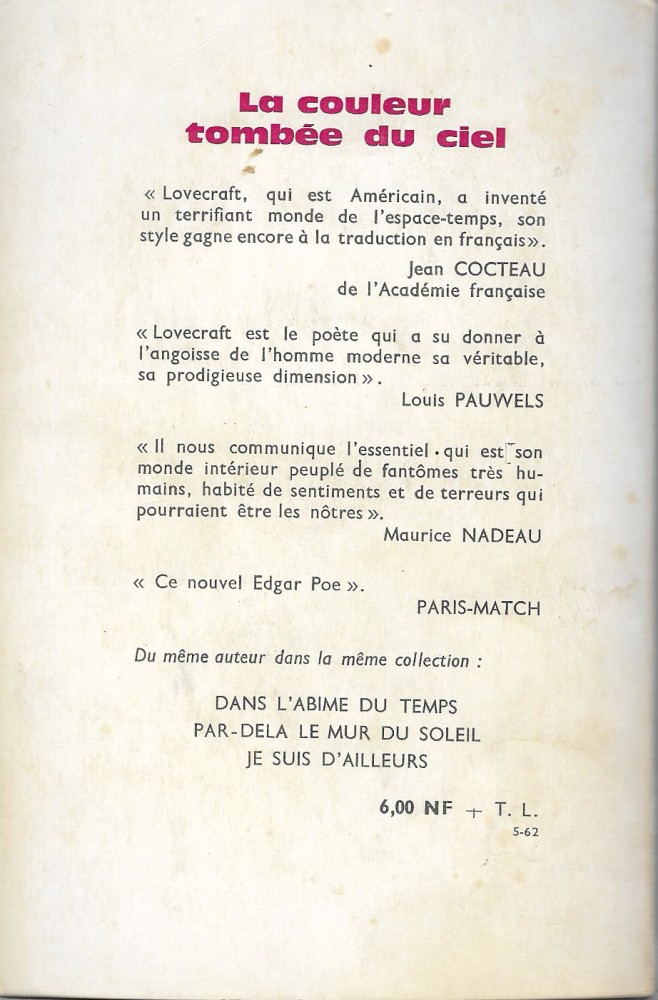 La couleur
tombée du ciel
« Lovecraft, qui est Américain, a inventé
un terrifiant monde de l'espace-temps, son
style gagne encore à la traduction en français».
Jean COCTEAU
de l'Académie française
« Lovecraft est le poète qui a su donner à
l'angoisse de l'homme moderne sa véritable,
sa prodigieuse dimension ».
Louis PAUWELS
« Il nous communique l'essentiel · qui est son
monde intérieur peuplé de fantômes très hu-
mains, habité de sentiments et de terreurs qui
pourraient être les nôtres ».
Maurice NADEAU
« Ce nouvel Edgar Poe ».
PARIS-MATCH
Du même auteur dans la même collection :
DANS L'ABIME DU TEMPS
PAR-DELA LE MUR DU SOLEIL
JE SUIS D'AILLEURS
6,00 NF + T. L.
5-62